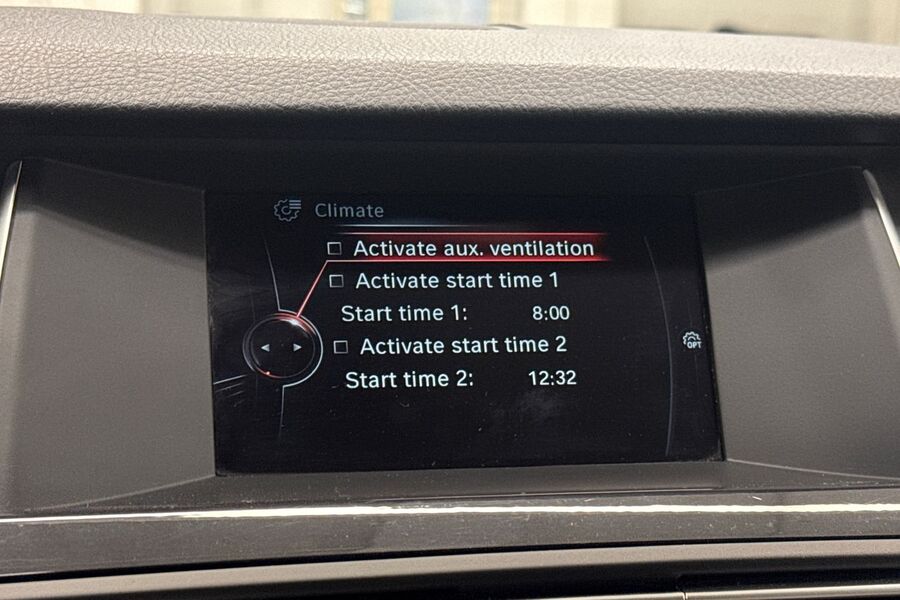 Climate
Activate aux. ventilation
Activate start time 1
Start time 1: 8:00
Activate start time 2
Start time 2: 12:32
OPT